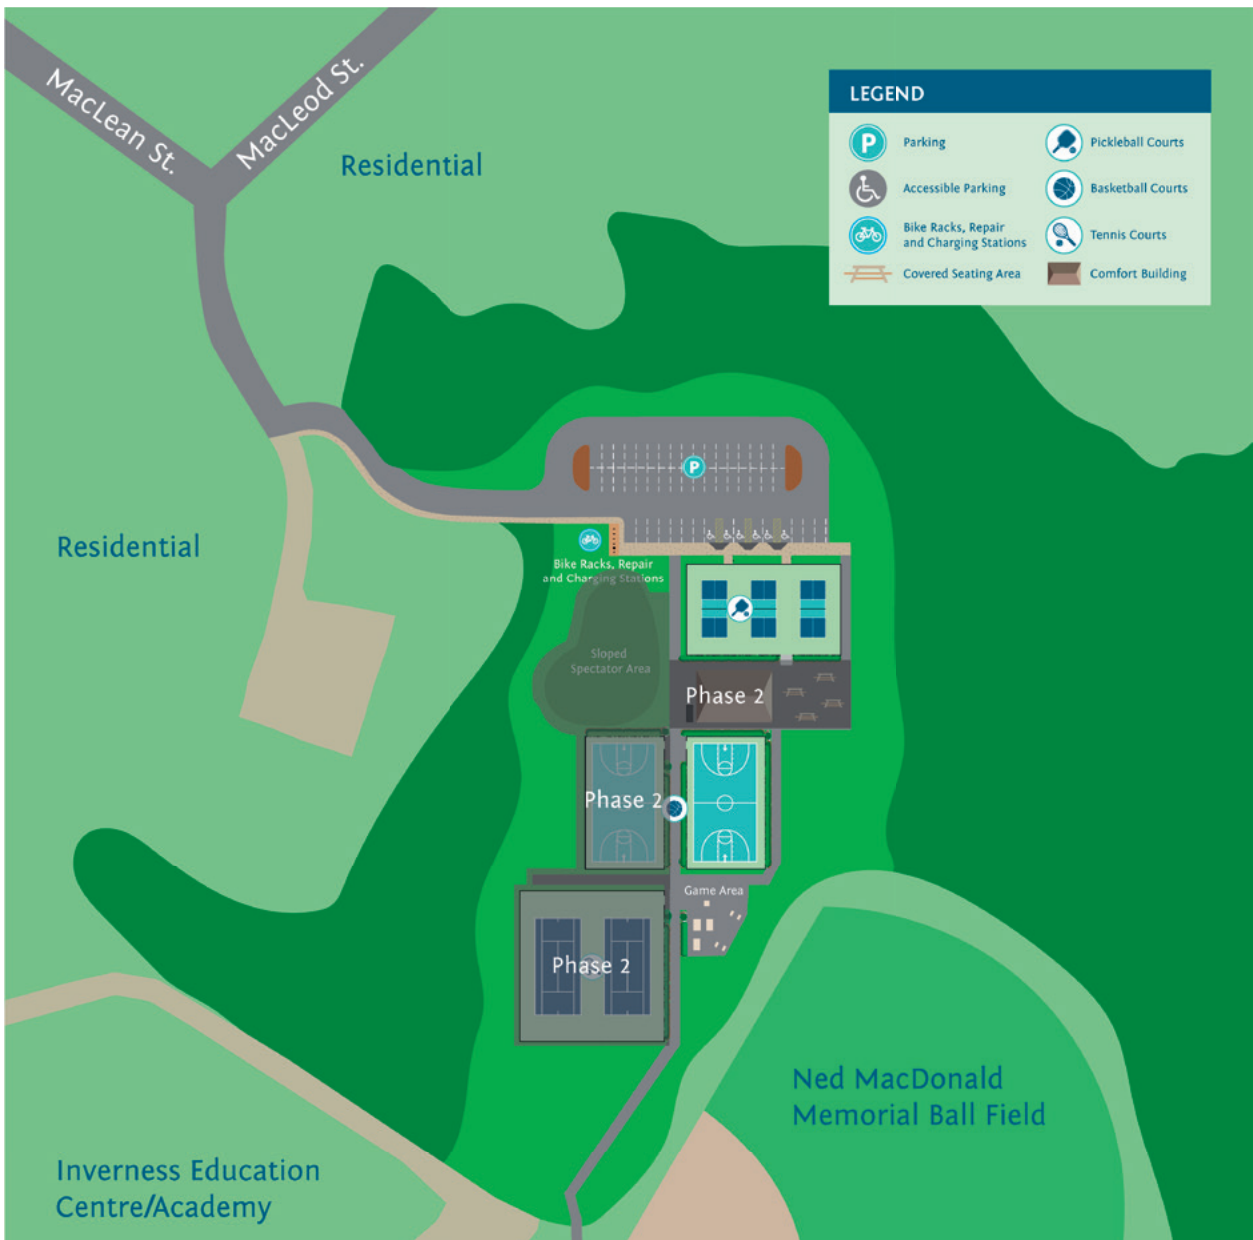 MacLean St.
MacLeod St.
Residential
LEGEND
P
Parking
Pickleball Courts
Accessible Parking
Basketball Courts
Bike Racks, Repair
and Charging Stations
Tennis Courts
Covered Seating Area
Comfort Building
P
Residential
Bike Racks, Repair
and Charging Stations
Sloped
Spectator Area
Phase 2
Phase 2
Game Area
Phase 2
Ned MacDonald
Memorial Ball Field
Inverness Education
Centre/Academy